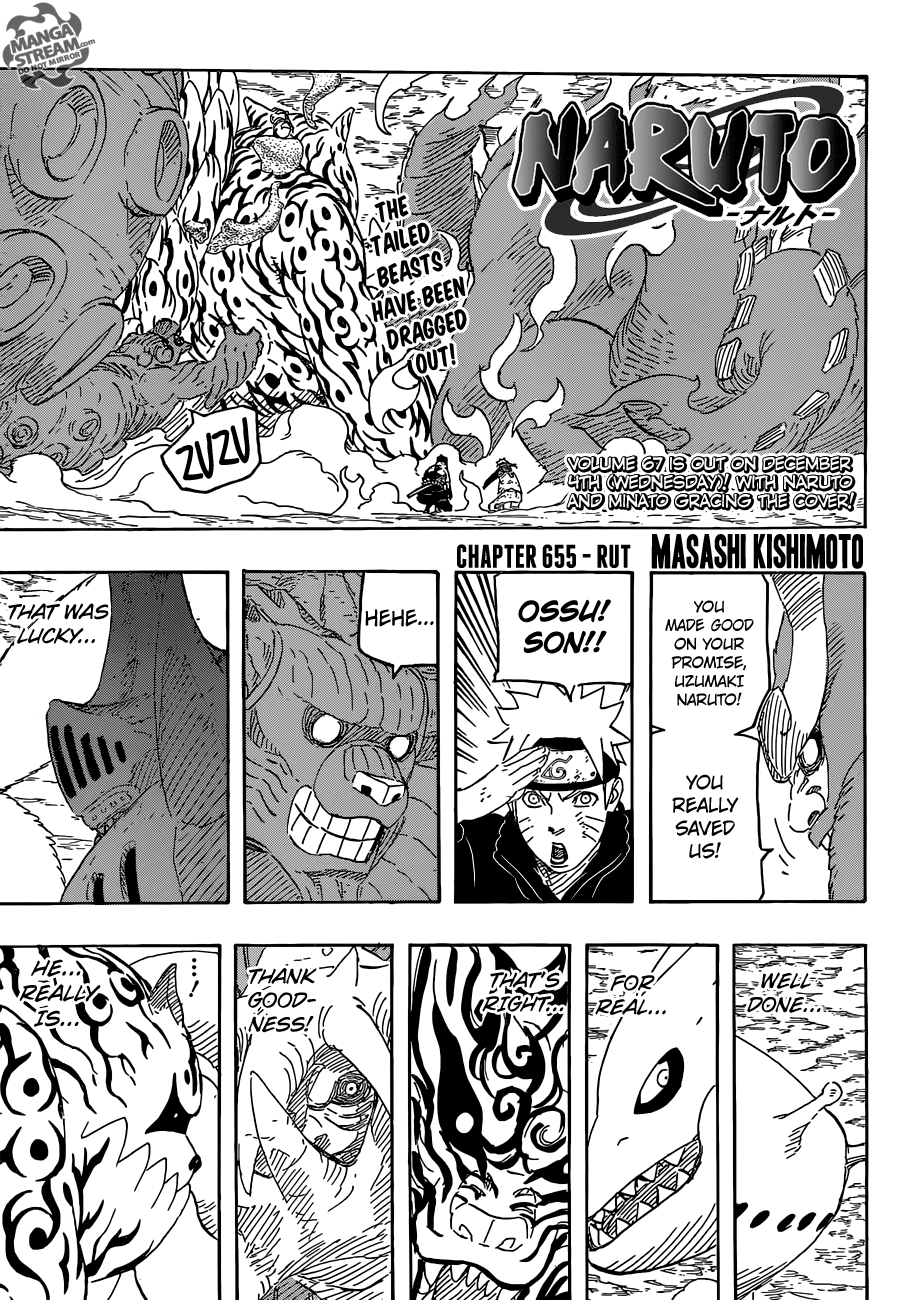 MANGA
STREAM.COM
DO NOT MIRROR
NARUTO
-ナルト-
THE
TAILED
BEASTS
HAVE BEEN
DRAGGED
OUT!
ZUZU
VOLUME 67 IS OUT ON DECEMBER
4TH (WEDNESDAY)! WITH NARUTO
AND MINATO GRACING THE COVER!
CHAPTER 655 - RUT
MASASHI KISHIMOTO
YOU
MADE GOOD
ON YOUR
PROMISE,
UZUMAKI
NARUTO!
YOU
REALLY
SAVED
US!
OSSU!
SON!!
HEHE...
THAT WAS
LUCKY...
WELL
DONE...
FOR
REAL...
THAT'S
RIGHT...
THANK
GOOD-
NESS!
...!
HE...
REALLY
IS...